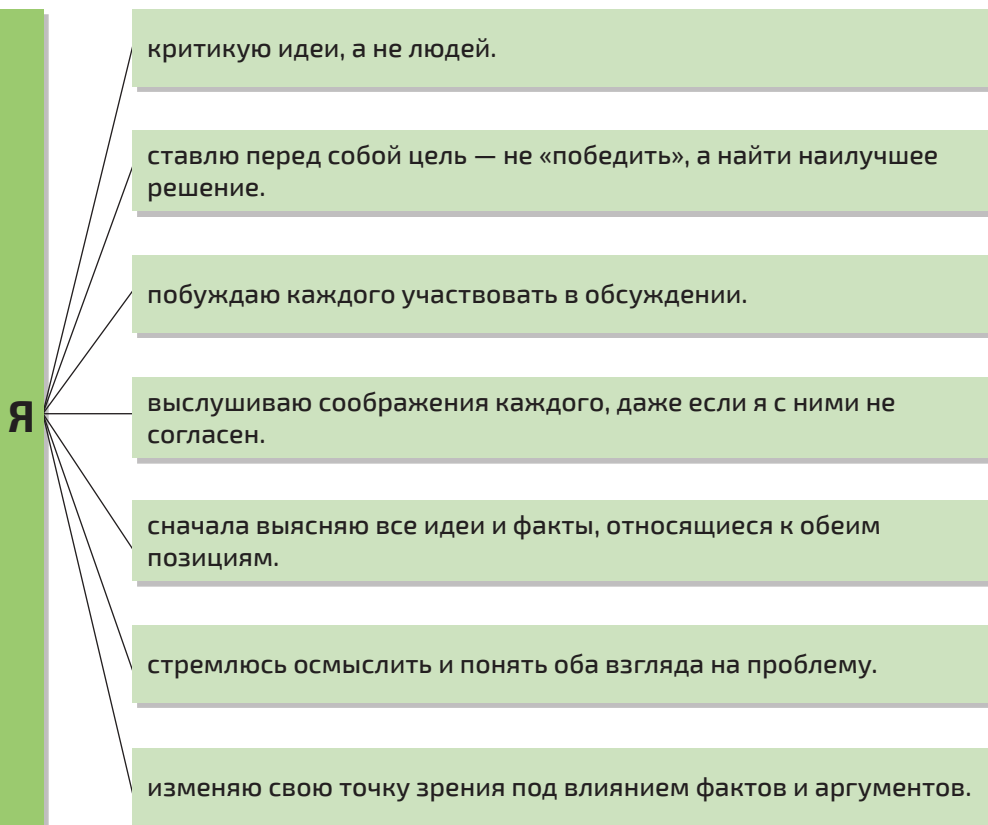 Я
критикую идеи, а не людей.
ставлю перед собой цель — не «победить», а найти наилучшее
решение.
побуждаю каждого участвовать в обсуждении.
выслушиваю соображения каждого, даже если я с ними не
согласен.
сначала выясняю все идеи и факты, относящиеся к обеим
позициям.
стремлюсь осмыслить и понять оба взгляда на проблему.
изменяю свою точку зрения под влиянием фактов и аргументов.